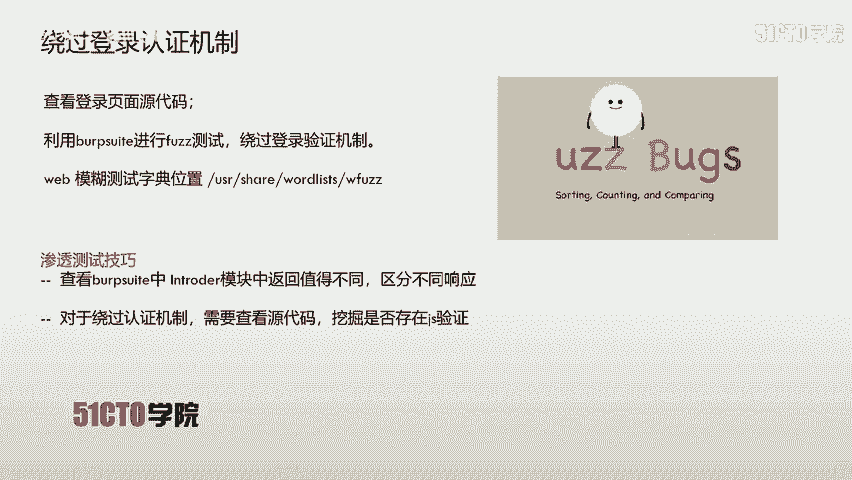 绕过登录认证机制
51CTO学院
查看登录页面源代码；
利用burpsuite进行fuzz测试，绕过登录验证机制。
web 模糊测试字典位置 /usr/share/wordlists/wfuzz
uzz Bugs
Sorting, Counting, and Comparing
渗透测试技巧
-- 查看burpsuite中 Introder模块中返回值得不同，区分不同响应
-- 对于绕过认证机制，需要查看源代码，挖掘是否存在js验证
51CTO学院